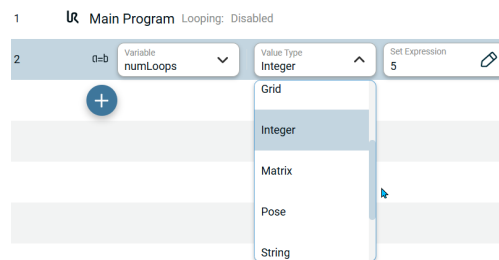 1 Main Program Looping: Disabled
2 a=b Variable numLoops Value Type Integer Set Expression 5
Grid
Integer
Matrix
Pose
String